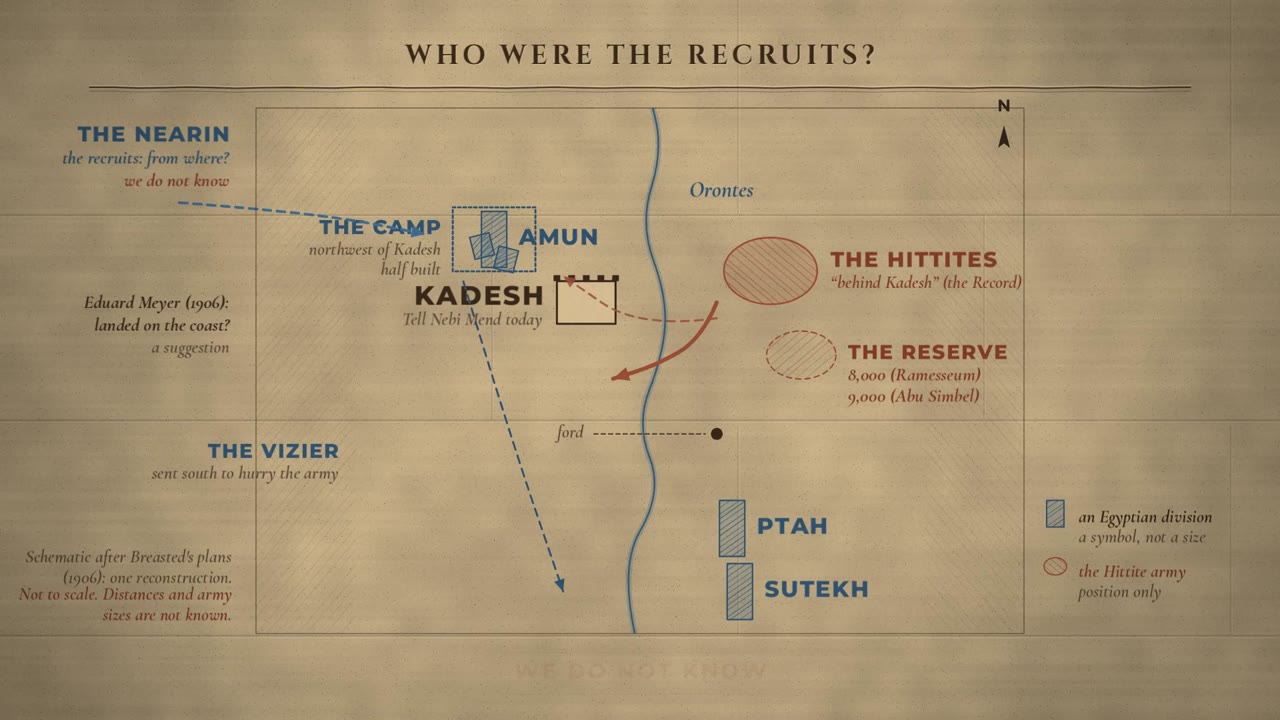 WHO WERE THE RECRUITS?
N
THE NEARIN
the recruits: from where?
we do not know
Orontes
THE CAMP
northwest of Kadesh
half built
AMUN
THE HITTITES
“behind Kadesh” (the Record)
KADESH
Tell Nebi Mend today
Eduard Meyer (1906):
landed on the coast?
a suggestion
THE RESERVE
8,000 (Ramesseum)
9,000 (Abu Simbel)
ford
THE VIZIER
sent south to hurry the army
PTAH
SUTEKH
an Egyptian division
a symbol, not a size
the Hittite army
position only
Schematic after Breasted's plans
(1906): one reconstruction.
Not to scale. Distances and army
sizes are not known.
WE DO NOT KNOW